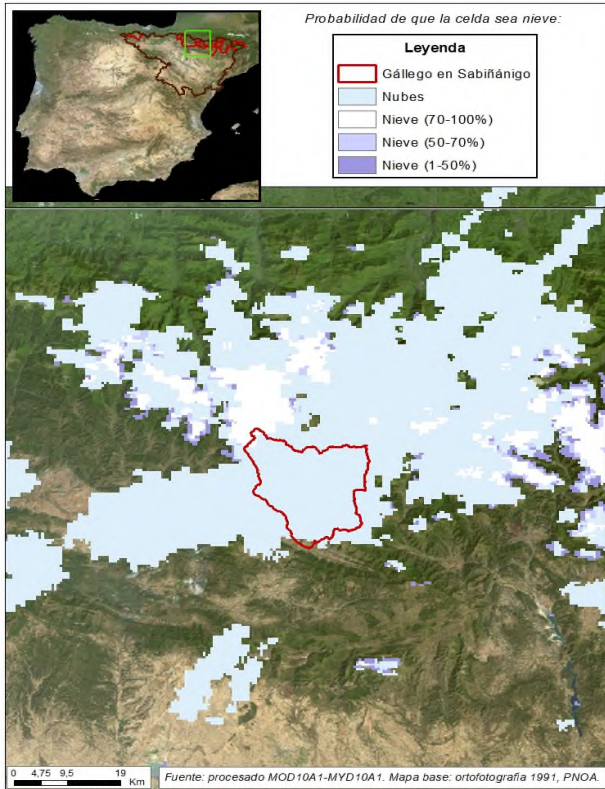 Probabilidad de que la celda sea nieve:
Leyenda
Gállego en Sabiñánigo
Nubes
Nieve (70-100%)
Nieve (50-70%)
Nieve (1-50%)
0 4,75 9,5 19
Km
Fuente: procesado MOD10A1-MYD10A1. Mapa base: ortofotografía 1991, PNOA.